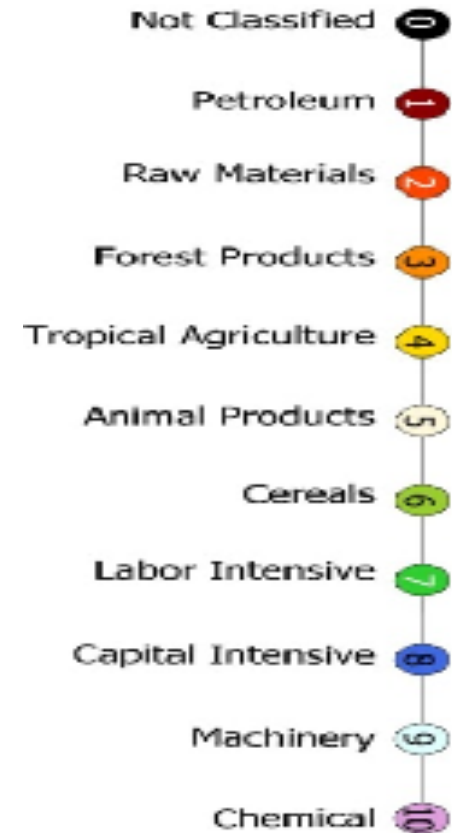 Not Classified 0
Petroleum 1
Raw Materials 2
Forest Products 3
Tropical Agriculture 4
Animal Products 5
Cereals 6
Labor Intensive 7
Capital Intensive 8
Machinery 9
Chemical 10